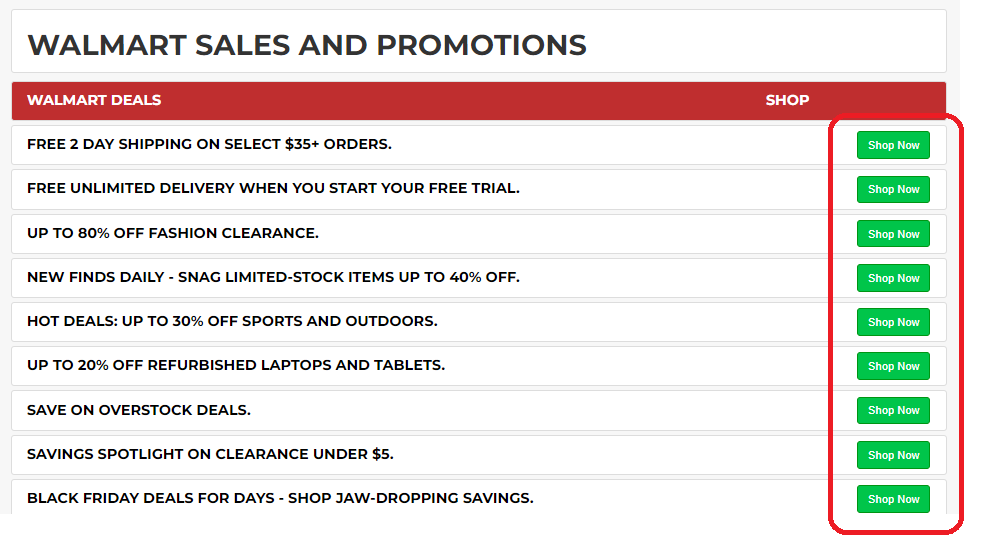 WALMART SALES AND PROMOTIONS
WALMART DEALS SHOP
FREE 2 DAY SHIPPING ON SELECT $35+ ORDERS. Shop Now
FREE UNLIMITED DELIVERY WHEN YOU START YOUR FREE TRIAL. Shop Now
UP TO 80% OFF FASHION CLEARANCE. Shop Now
NEW FINDS DAILY - SNAG LIMITED-STOCK ITEMS UP TO 40% OFF. Shop Now
HOT DEALS: UP TO 30% OFF SPORTS AND OUTDOORS. Shop Now
UP TO 20% OFF REFURBISHED LAPTOPS AND TABLETS. Shop Now
SAVE ON OVERSTOCK DEALS. Shop Now
SAVINGS SPOTLIGHT ON CLEARANCE UNDER $5. Shop Now
BLACK FRIDAY DEALS FOR DAYS - SHOP JAW-DROPPING SAVINGS. Shop Now